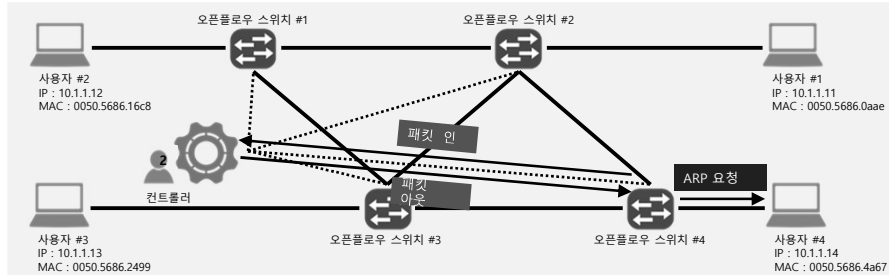 오픈플로우 스위치 #1
오픈플로우 스위치 #2
사용자 #2
IP : 10.1.1.12
MAC : 0050.5686.16c8
사용자 #1
IP : 10.1.1.11
MAC : 0050.5686.0aae
패킷 인
2
컨트롤러
패킷
아웃
ARP 요청
오픈플로우 스위치 #3
오픈플로우 스위치 #4
사용자 #3
IP : 10.1.1.13
MAC : 0050.5686.2499
사용자 #4
IP : 10.1.1.14
MAC : 0050.5686.4a67